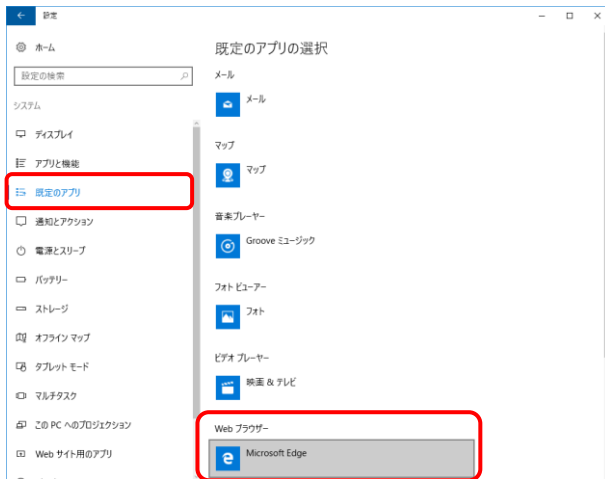 設定
ホーム
設定の検索
システム
ディスプレイ
アプリと機能
既定のアプリ
通知とアクション
電源とスリープ
バッテリー
ストレージ
オフライン マップ
タブレット モード
マルチタスク
この PC へのプロジェクション
Web サイト用のアプリ
既定のアプリの選択
メール
メール
マップ
マップ
音楽プレーヤー
Groove ミュージック
フォト ビューアー
フォト
ビデオ プレーヤー
映画 & テレビ
Web ブラウザー
Microsoft Edge